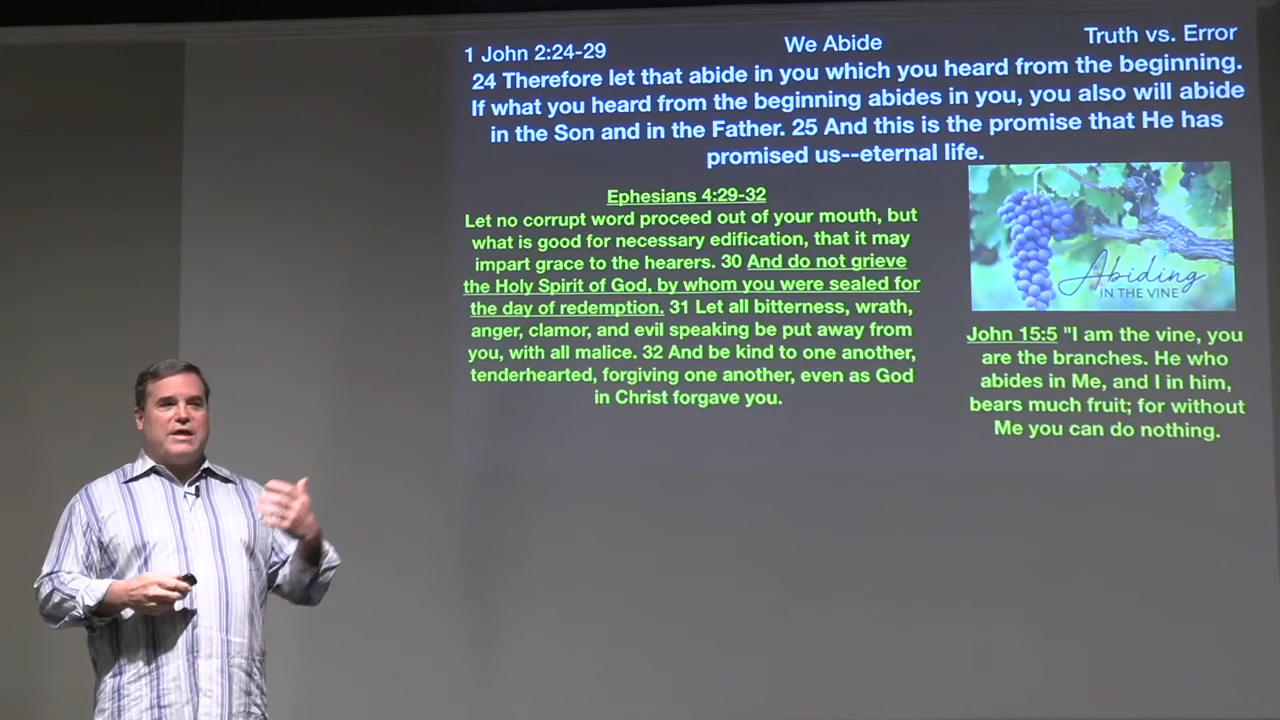 1 John 2:24-29 We Abide Truth vs. Error
24 Therefore let that abide in you which you heard from the beginning.
If what you heard from the beginning abides in you, you also will abide
in the Son and in the Father. 25 And this is the promise that He has
promised us--eternal life.
Ephesians 4:29-32
Let no corrupt word proceed out of your mouth, but
what is good for necessary edification, that it may
impart grace to the hearers. 30 And do not grieve
the Holy Spirit of God, by whom you were sealed for
the day of redemption. 31 Let all bitterness, wrath,
anger, clamor, and evil speaking be put away from
you, with all malice. 32 And be kind to one another,
tenderhearted, forgiving one another, even as God
in Christ forgave you.
Abiding
IN THE VINE
John 15:5 "I am the vine, you
are the branches. He who
abides in Me, and I in him,
bears much fruit; for without
Me you can do nothing.